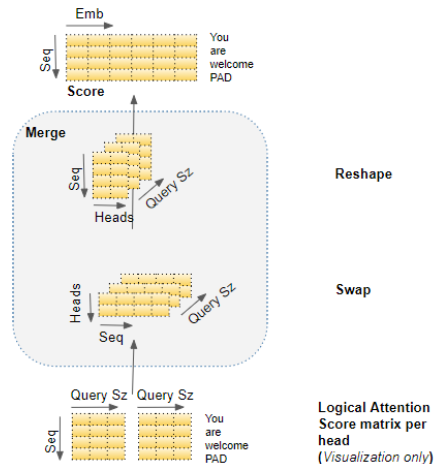 Emb
Seq
You
are
welcome
PAD
Score
Merge
Seq
Heads
Query Sz
Reshape
Heads
Seq
Query Sz
Swap
Query Sz Query Sz
Seq
You
are
welcome
PAD
Logical Attention
Score matrix per
head
(Visualization only)